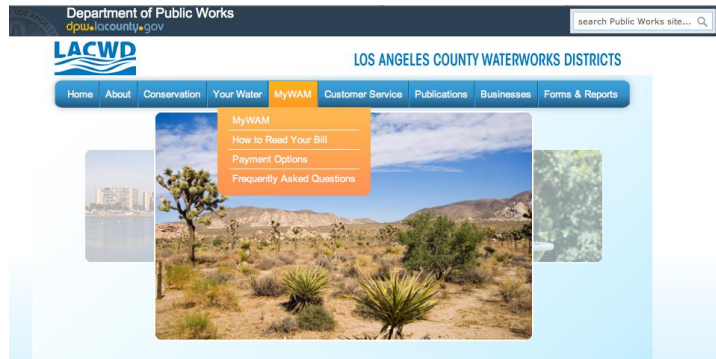 Department of Public Works
dpw.lacounty.gov
search Public Works site...
LACWD
LOS ANGELES COUNTY WATERWORKS DISTRICTS
Home About Conservation Your Water MyWAM Customer Service Publications Businesses Forms & Reports
MyWAM
How to Read Your Bill
Payment Options
Frequently Asked Questions